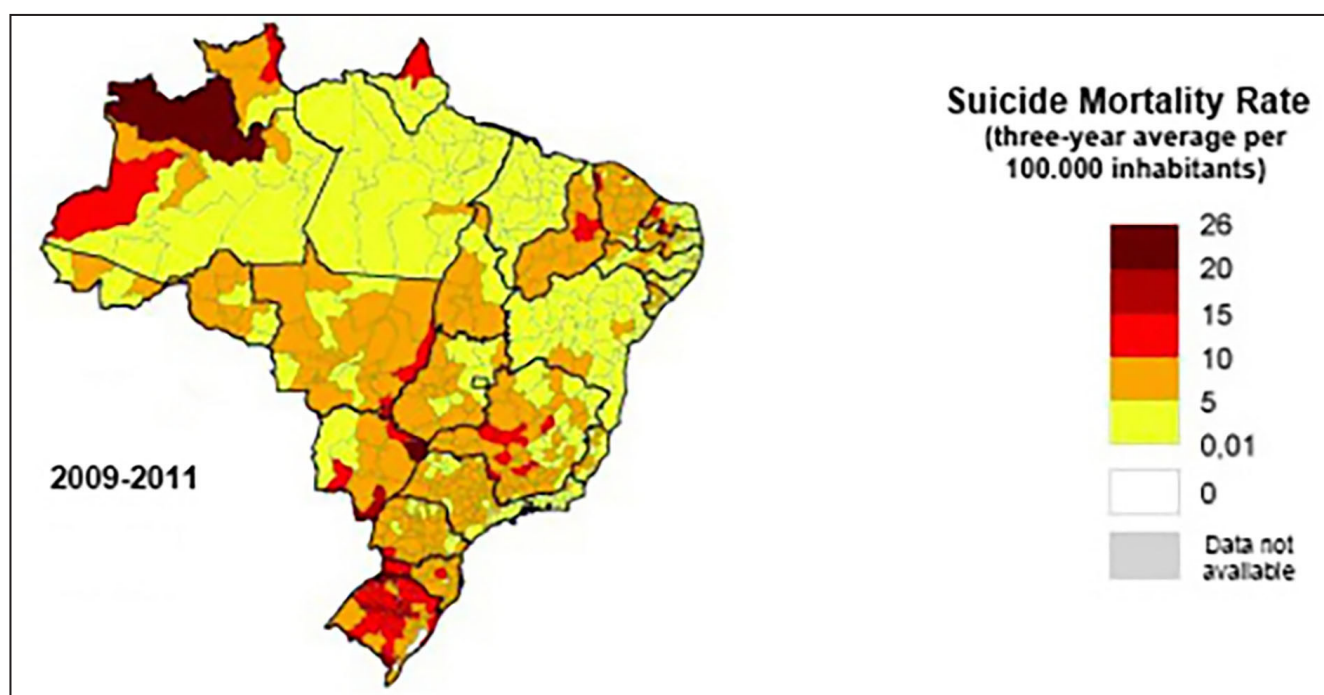 Suicide Mortality Rate
(three-year average per
100.000 inhabitants)
26
20
15
10
5
0,01
0
Data not
available
2009-2011